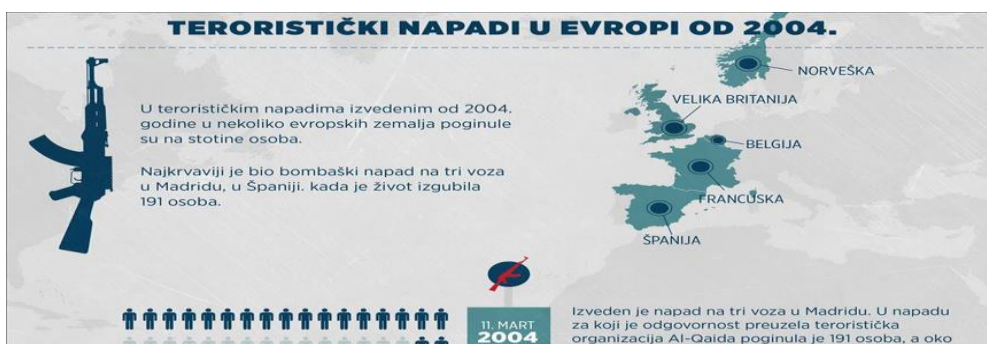 TERORISTIČKI NAPADI U EVROPI OD 2004.
U terorističkim napadima izvedenim od 2004.
godine u nekoliko evropskih zemalja poginule
su na stotine osoba.
Najkrvaviji je bio bombaški napad na tri voza
u Madridu, u Španiji. kada je život izgubila
191 osoba.
NORVEŠKA
VELIKA BRITANIJA
BELGIJA
FRANCUSKA
ŠPANIJA
11. MART
2004
Izveden je napad na tri voza u Madridu. U napadu
za koji je odgovornost preuzela teroristička
organizacija Al-Qaida poginula je 191 osoba, a oko